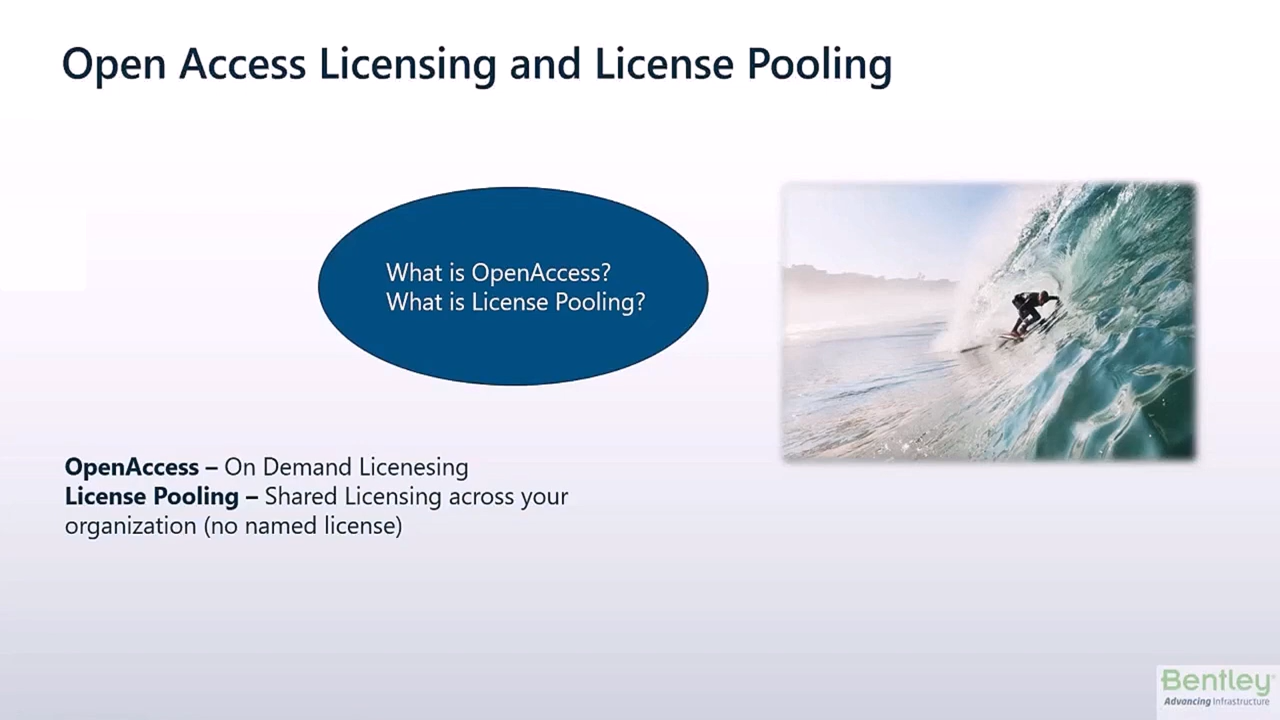 Open Access Licensing and License Pooling
What is OpenAccess?
What is License Pooling?
OpenAccess – On Demand Licenesing
License Pooling – Shared Licensing across your
organization (no named license)
Bentley®
Advancing Infrastructure